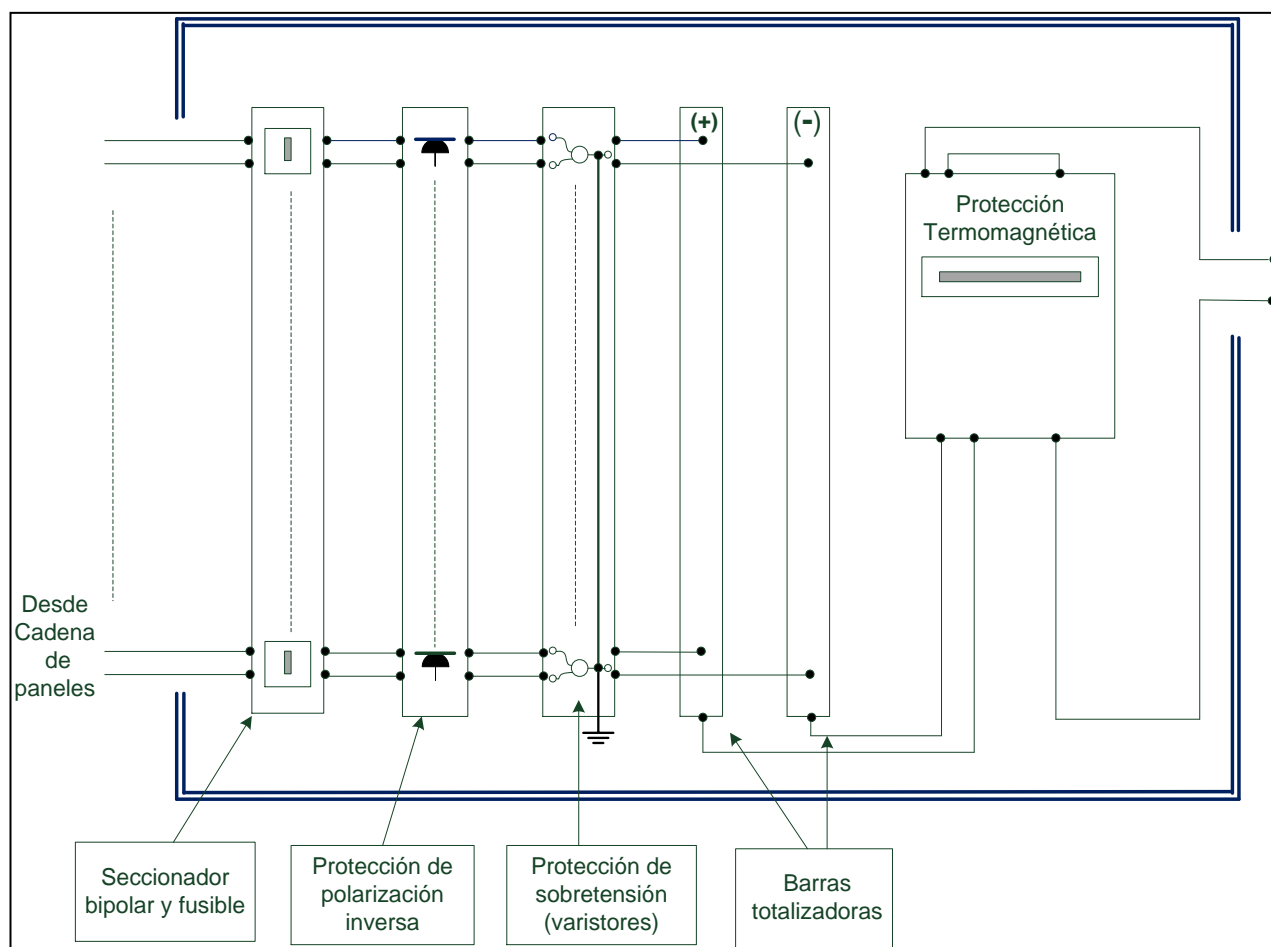 (+)
(-)
Protección
Termomagnética
Desde
Cadena
de
paneles
Seccionador
bipolar y fusible
Protección de
polarización
inversa
Protección de
sobretensión
(varistores)
Barras
totalizadoras